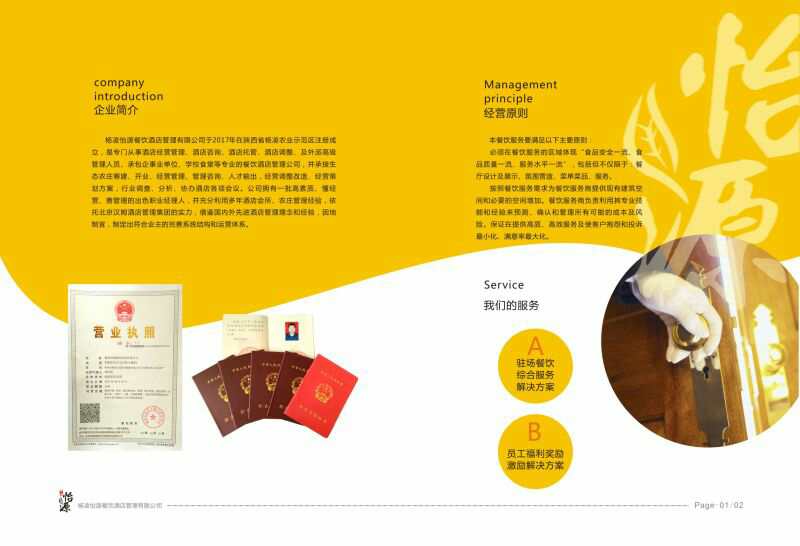 company
introduction
企业简介
杨凌怡源餐饮酒店管理有限公司于2017年在陕西省杨凌农业示范区注册成
立，是专门从事酒店经营管理、酒店咨询、酒店托管、酒店调整、及外派高级
管理人员，承包企事业单位、学校食堂等专业的餐饮酒店管理公司，并承接生
态农庄筹建、开业、经营管理、管理咨询、人才输出，经营调整改造、经营策
划方案，行业调查、分析、协办酒店各项会议。公司拥有一批高素质、懂经
营、善管理的出色职业经理人，并充分利用多年酒店会所、农庄管理经验，依
托北京汉姆酒店管理集团的实力，借鉴国内外先进酒店管理理念和经验，因地
制宜，制定出符合业主的完善系统结构和运营体系。
Management
principle
经营原则
本餐饮服务要满足以下主要原则：
必须在餐饮服务的区域体现“食品安全一流、食
品质量一流、服务水平一流”，包括但不仅限于：餐
厅设计及展示、氛围营造、菜单菜品、服务。
按照餐饮服务需求为餐饮服务商提供现有建筑空
间和必要的空间增加。餐饮服务商负责利用其专业技
能和经验来预测、确认和管理所有可能的成本及风
险。保证在提供高质、高效服务及使客户抱怨和投诉
最小化、满意率最大化。
怡
源
Service
我们的服务
A
驻场餐饮
综合服务
解决方案
B
员工福利奖励
激励解决方案
营业执照
怡源
杨凌怡源餐饮酒店管理有限公司
Page-01/02